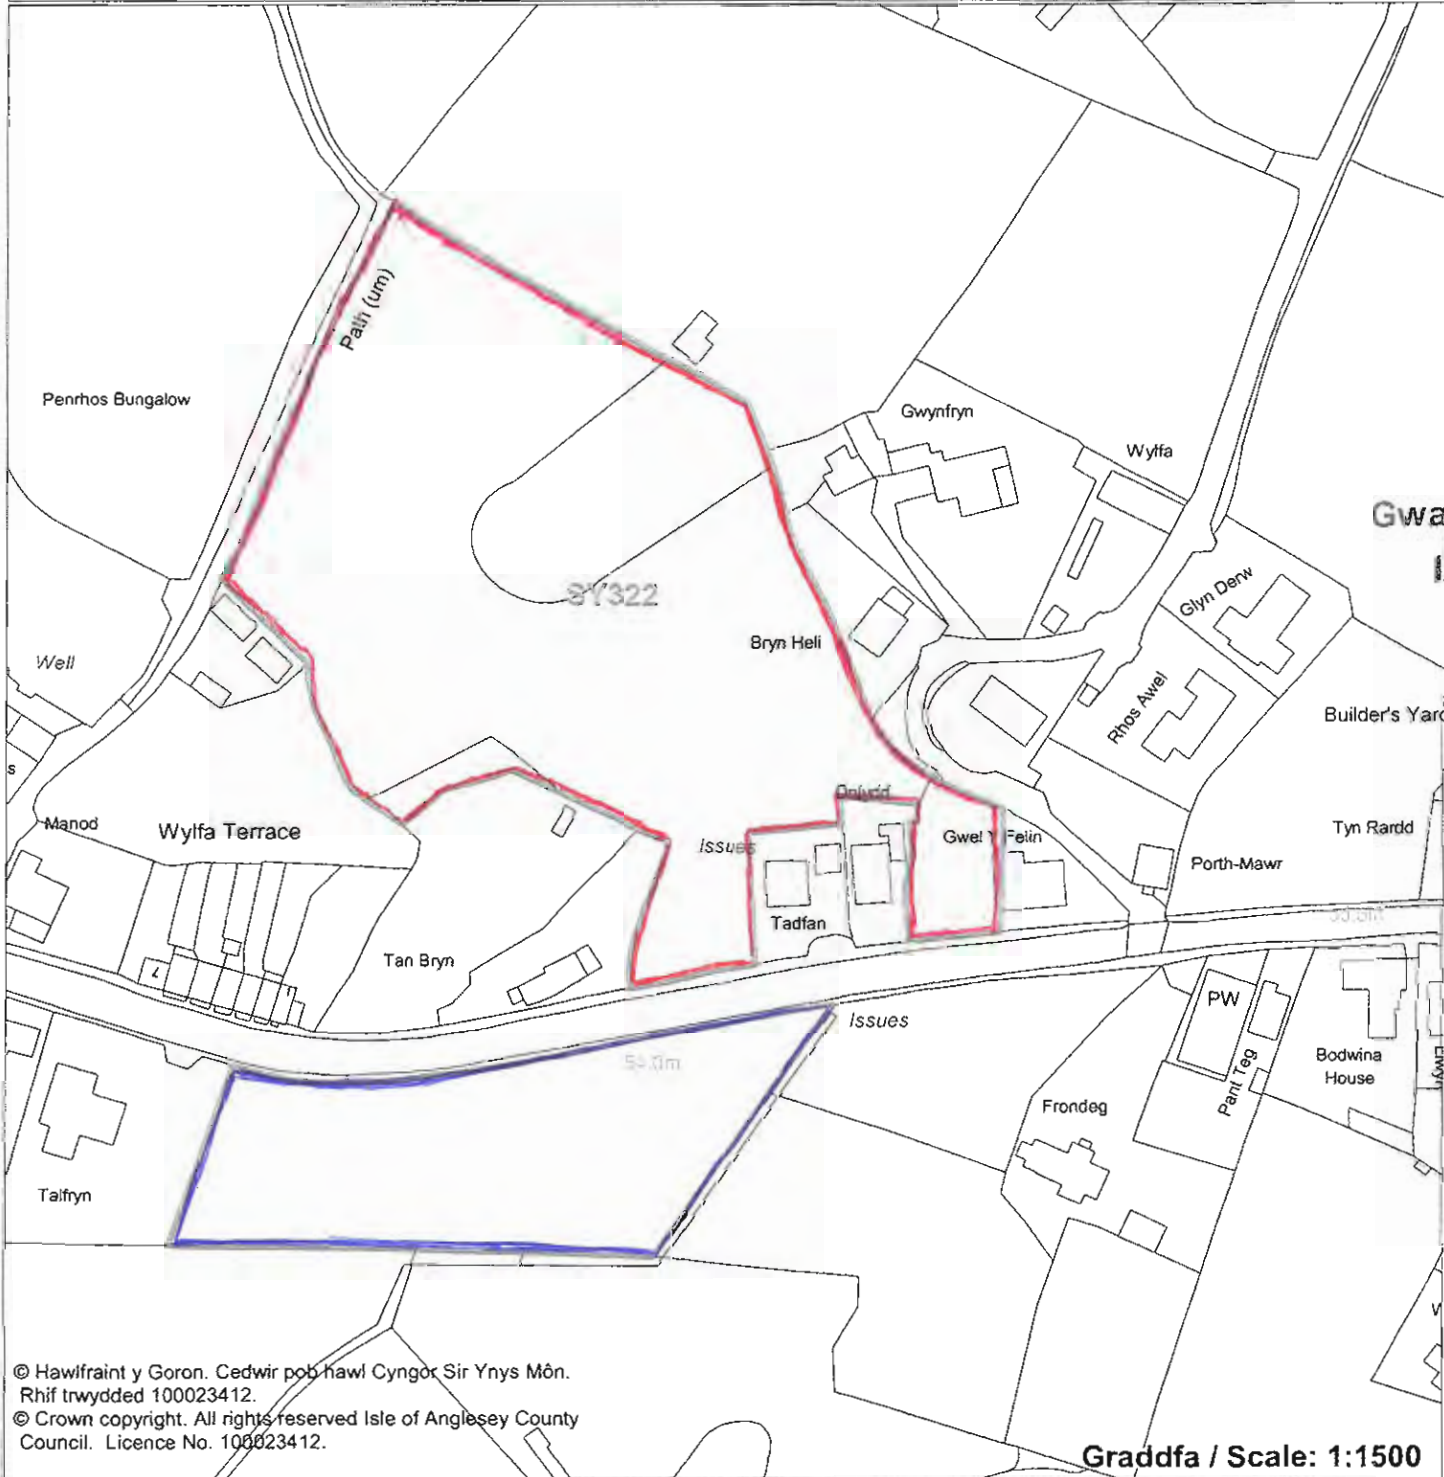 Path (um)
Penrhos Bungalow
Gwynfryn
Wylfa
Glyn Derw
SY322
Bryn Heli
Well
Rhos Awel
Builder's Yard
Manod
Wylfa Terrace
Issues
Gwel Y Felin
Tyn Rardd
Porth-Mawr
Tadfan
Tan Bryn
PW
Issues
Pant Teg
Bodwina
House
Frondeg
Talfryn
© Hawlfraint y Goron. Cedwir pob hawl Cyngor Sir Ynys Môn.
Rhif trwydded 100023412.
© Crown copyright. All rights reserved Isle of Anglesey County
Council. Licence No. 100023412.
Graddfa / Scale: 1:1500